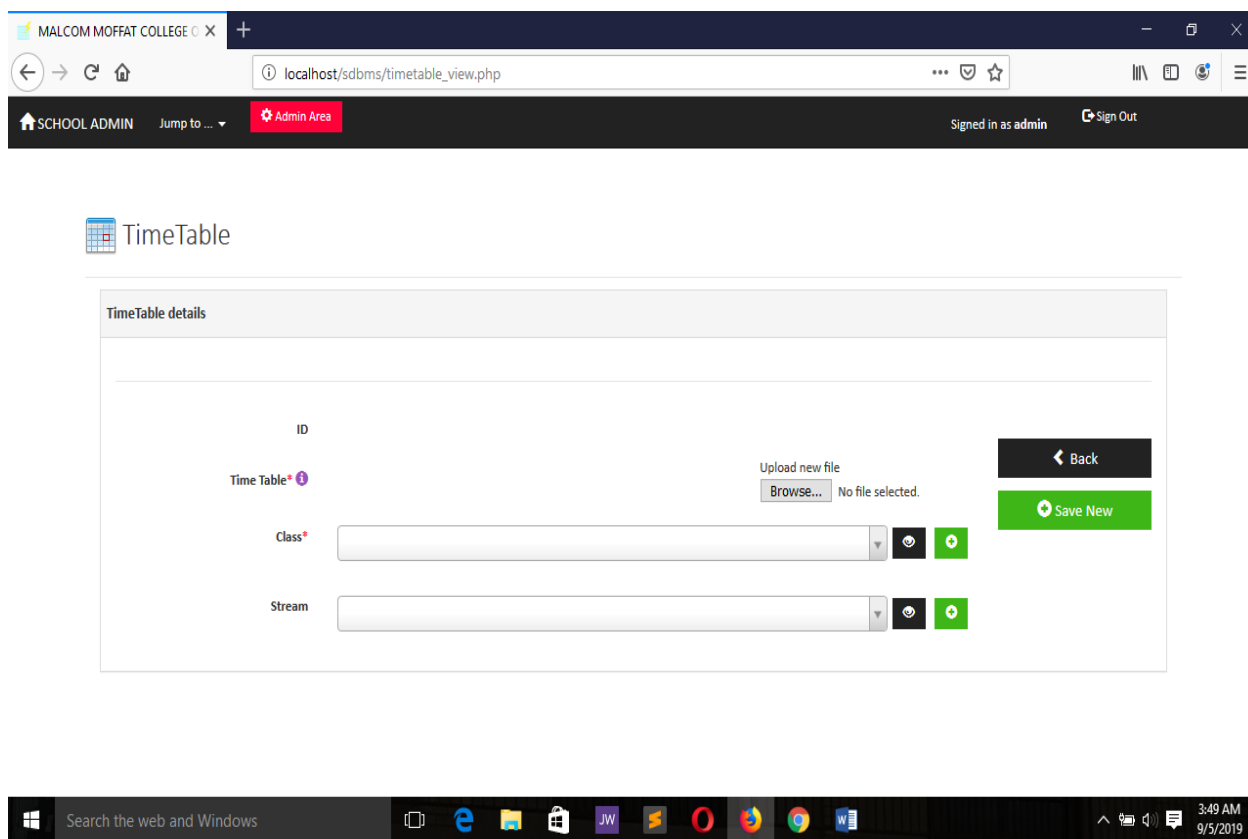 MALCOM MOFFAT COLLEGE O
localhost/sdbms/timetable_view.php
SCHOOL ADMIN Jump to ... Admin Area Signed in as admin Sign Out
TimeTable
TimeTable details
ID
Back
Upload new file
Time Table*
Browse... No file selected.
Save New
Class*
Stream
Search the web and Windows
JW
3:49 AM
9/5/2019